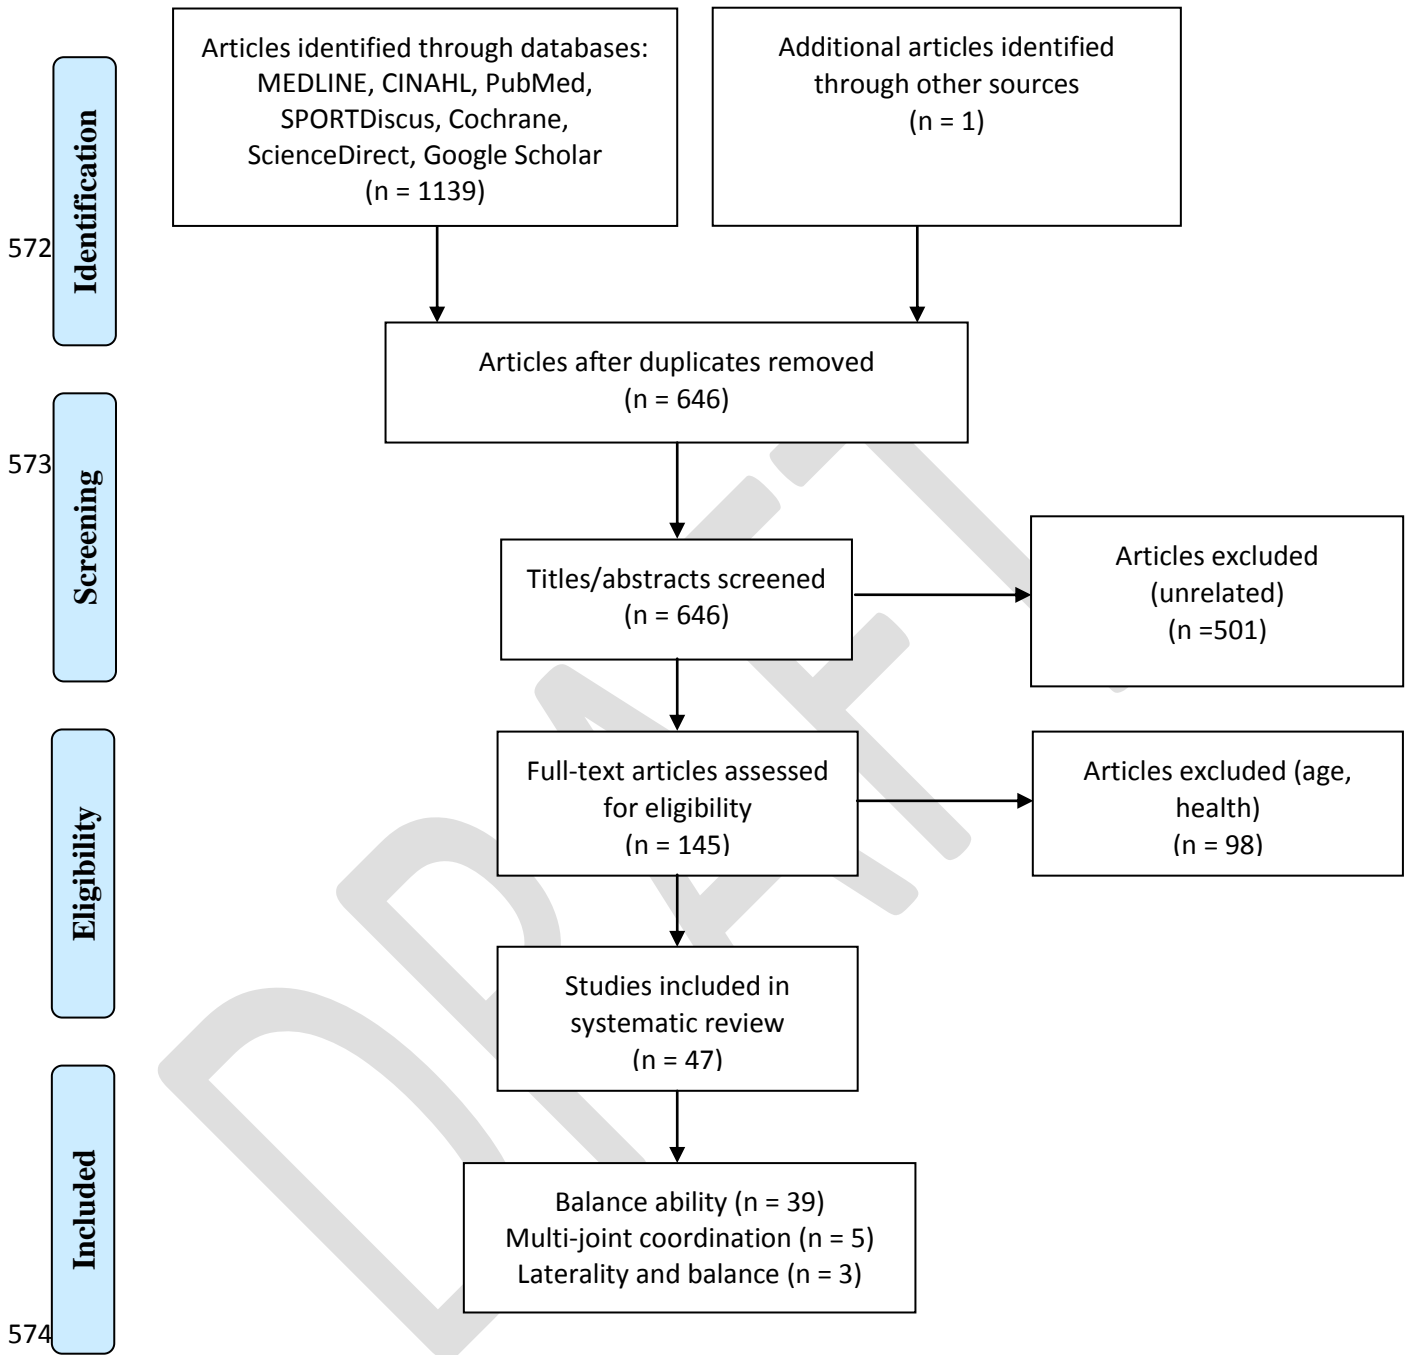 Articles identified through databases:
MEDLINE, CINAHL, PubMed,
SPORTDiscus, Cochrane,
ScienceDirect, Google Scholar
(n = 1139)
Additional articles identified
through other sources
(n = 1)
Identification
572
Articles after duplicates removed
(n = 646)
Screening
573
Titles/abstracts screened
(n = 646)
Articles excluded
(unrelated)
(n =501)
Eligibility
Full-text articles assessed
for eligibility
(n = 145)
Articles excluded (age,
health)
(n = 98)
Studies included in
systematic review
(n = 47)
Included
Balance ability (n = 39)
Multi-joint coordination (n = 5)
Laterality and balance (n = 3)
574
DRAFT